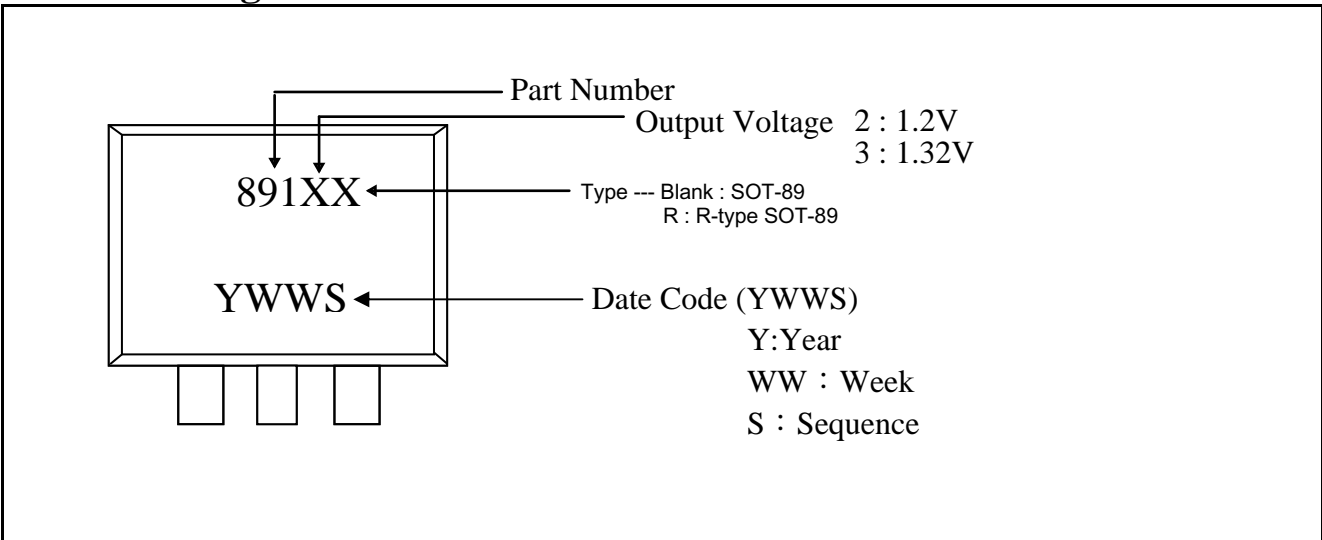 Part Number
Output Voltage 2 : 1.2V
3 : 1.32V
891XX
Type --- Blank : SOT-89
R : R-type SOT-89
YWWS
Date Code (YWWS)
Y:Year
WW：Week
S：Sequence